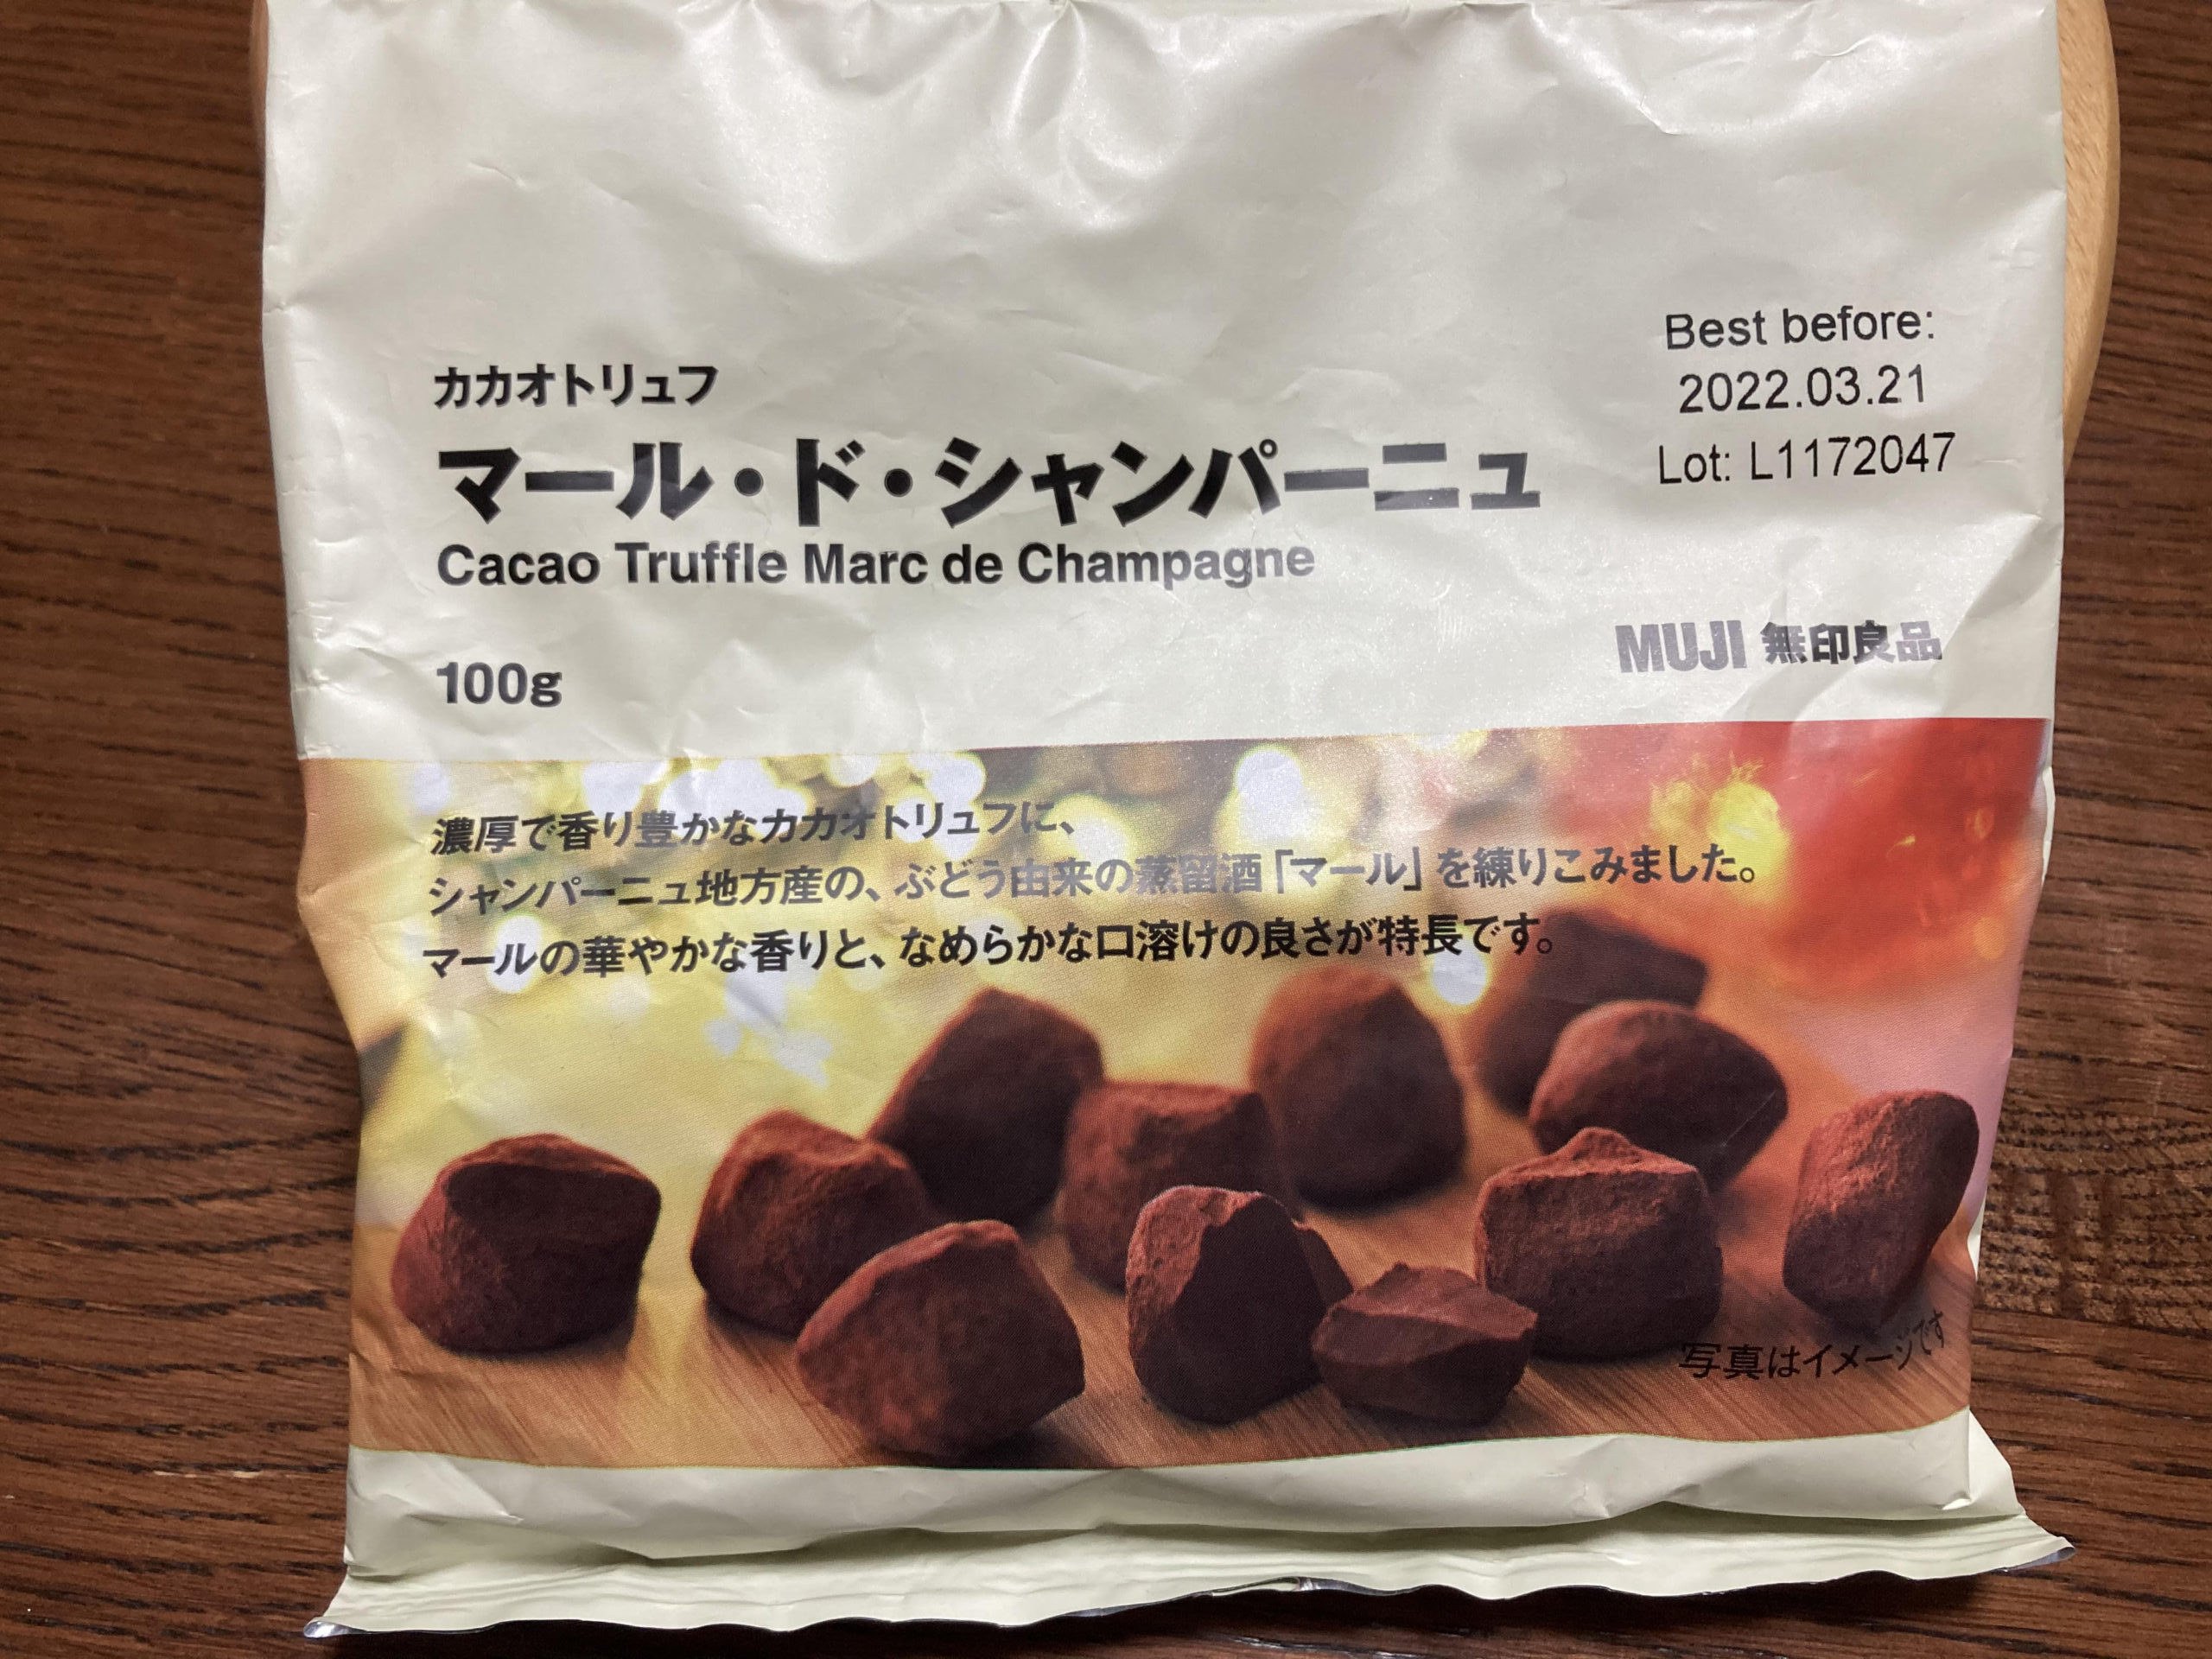 カカオトリュフ
マール・ド・シャンパーニュ
Cacao Truffle Marc de Champagne
100g
Best before:
2022.03.21
Lot: L1172047
MUJI 無印良品
濃厚で香り豊かなカカオトリュフに、
シャンパーニュ地方産の、ぶどう由来の蒸留酒「マール」を練りこみました。
マールの華やかな香りと、なめらかな口溶けの良さが特長です。
写真はイメージです